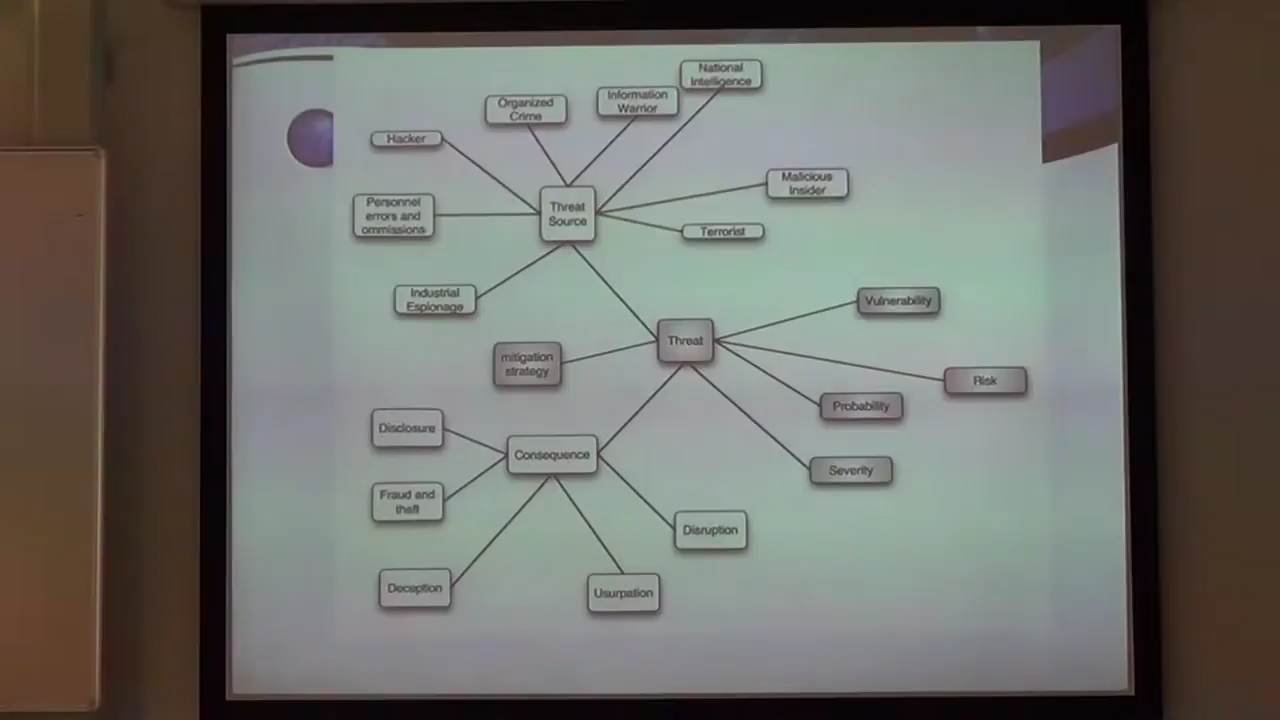 National
Intelligence
Information
Warrior
Organized
Crime
Hacker
Malicious
Insider
Personnel
errors and
ommissions
Threat
Source
Terrorist
Industrial
Espionage
Vulnerability
Threat
mitigation
strategy
Risk
Probability
Disclosure
Consequence
Severity
Fraud and
theft
Disruption
Deception
Usurpation